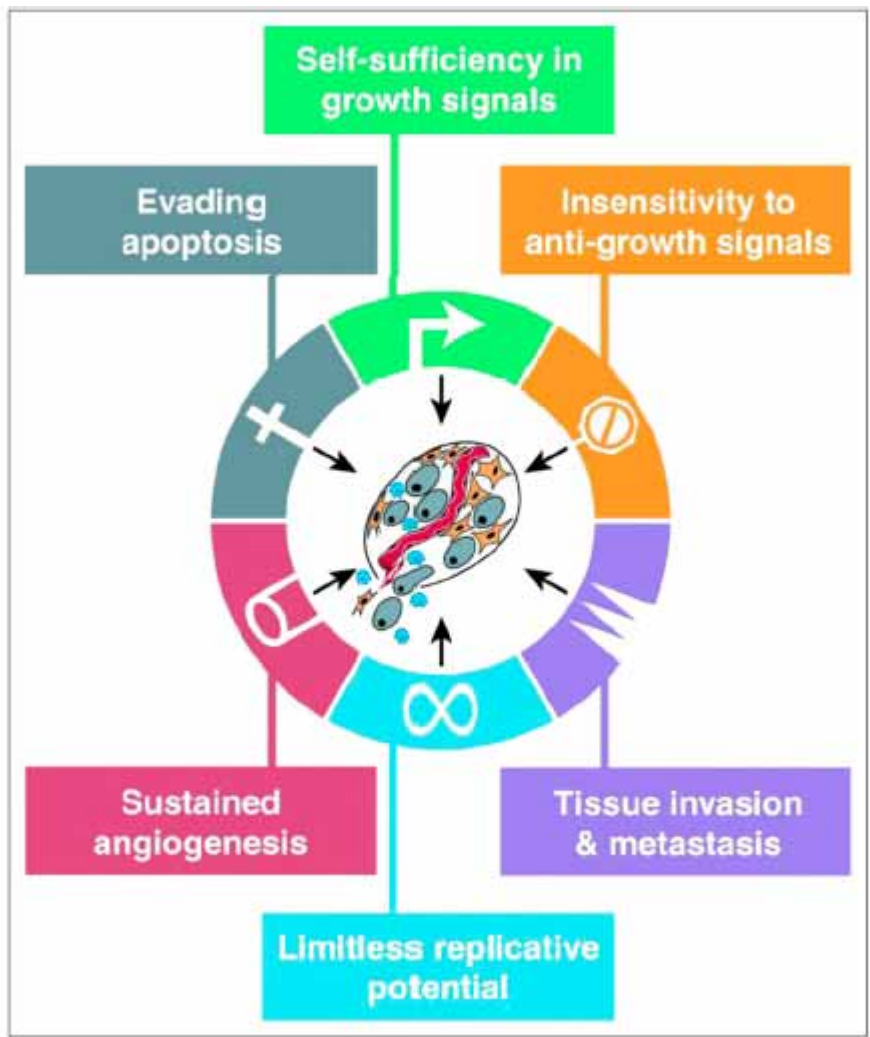 Self-sufficiency in
growth signals
Evading
apoptosis
Insensitivity to
anti-growth signals
Sustained
angiogenesis
Tissue invasion
& metastasis
Limitless replicative
potential